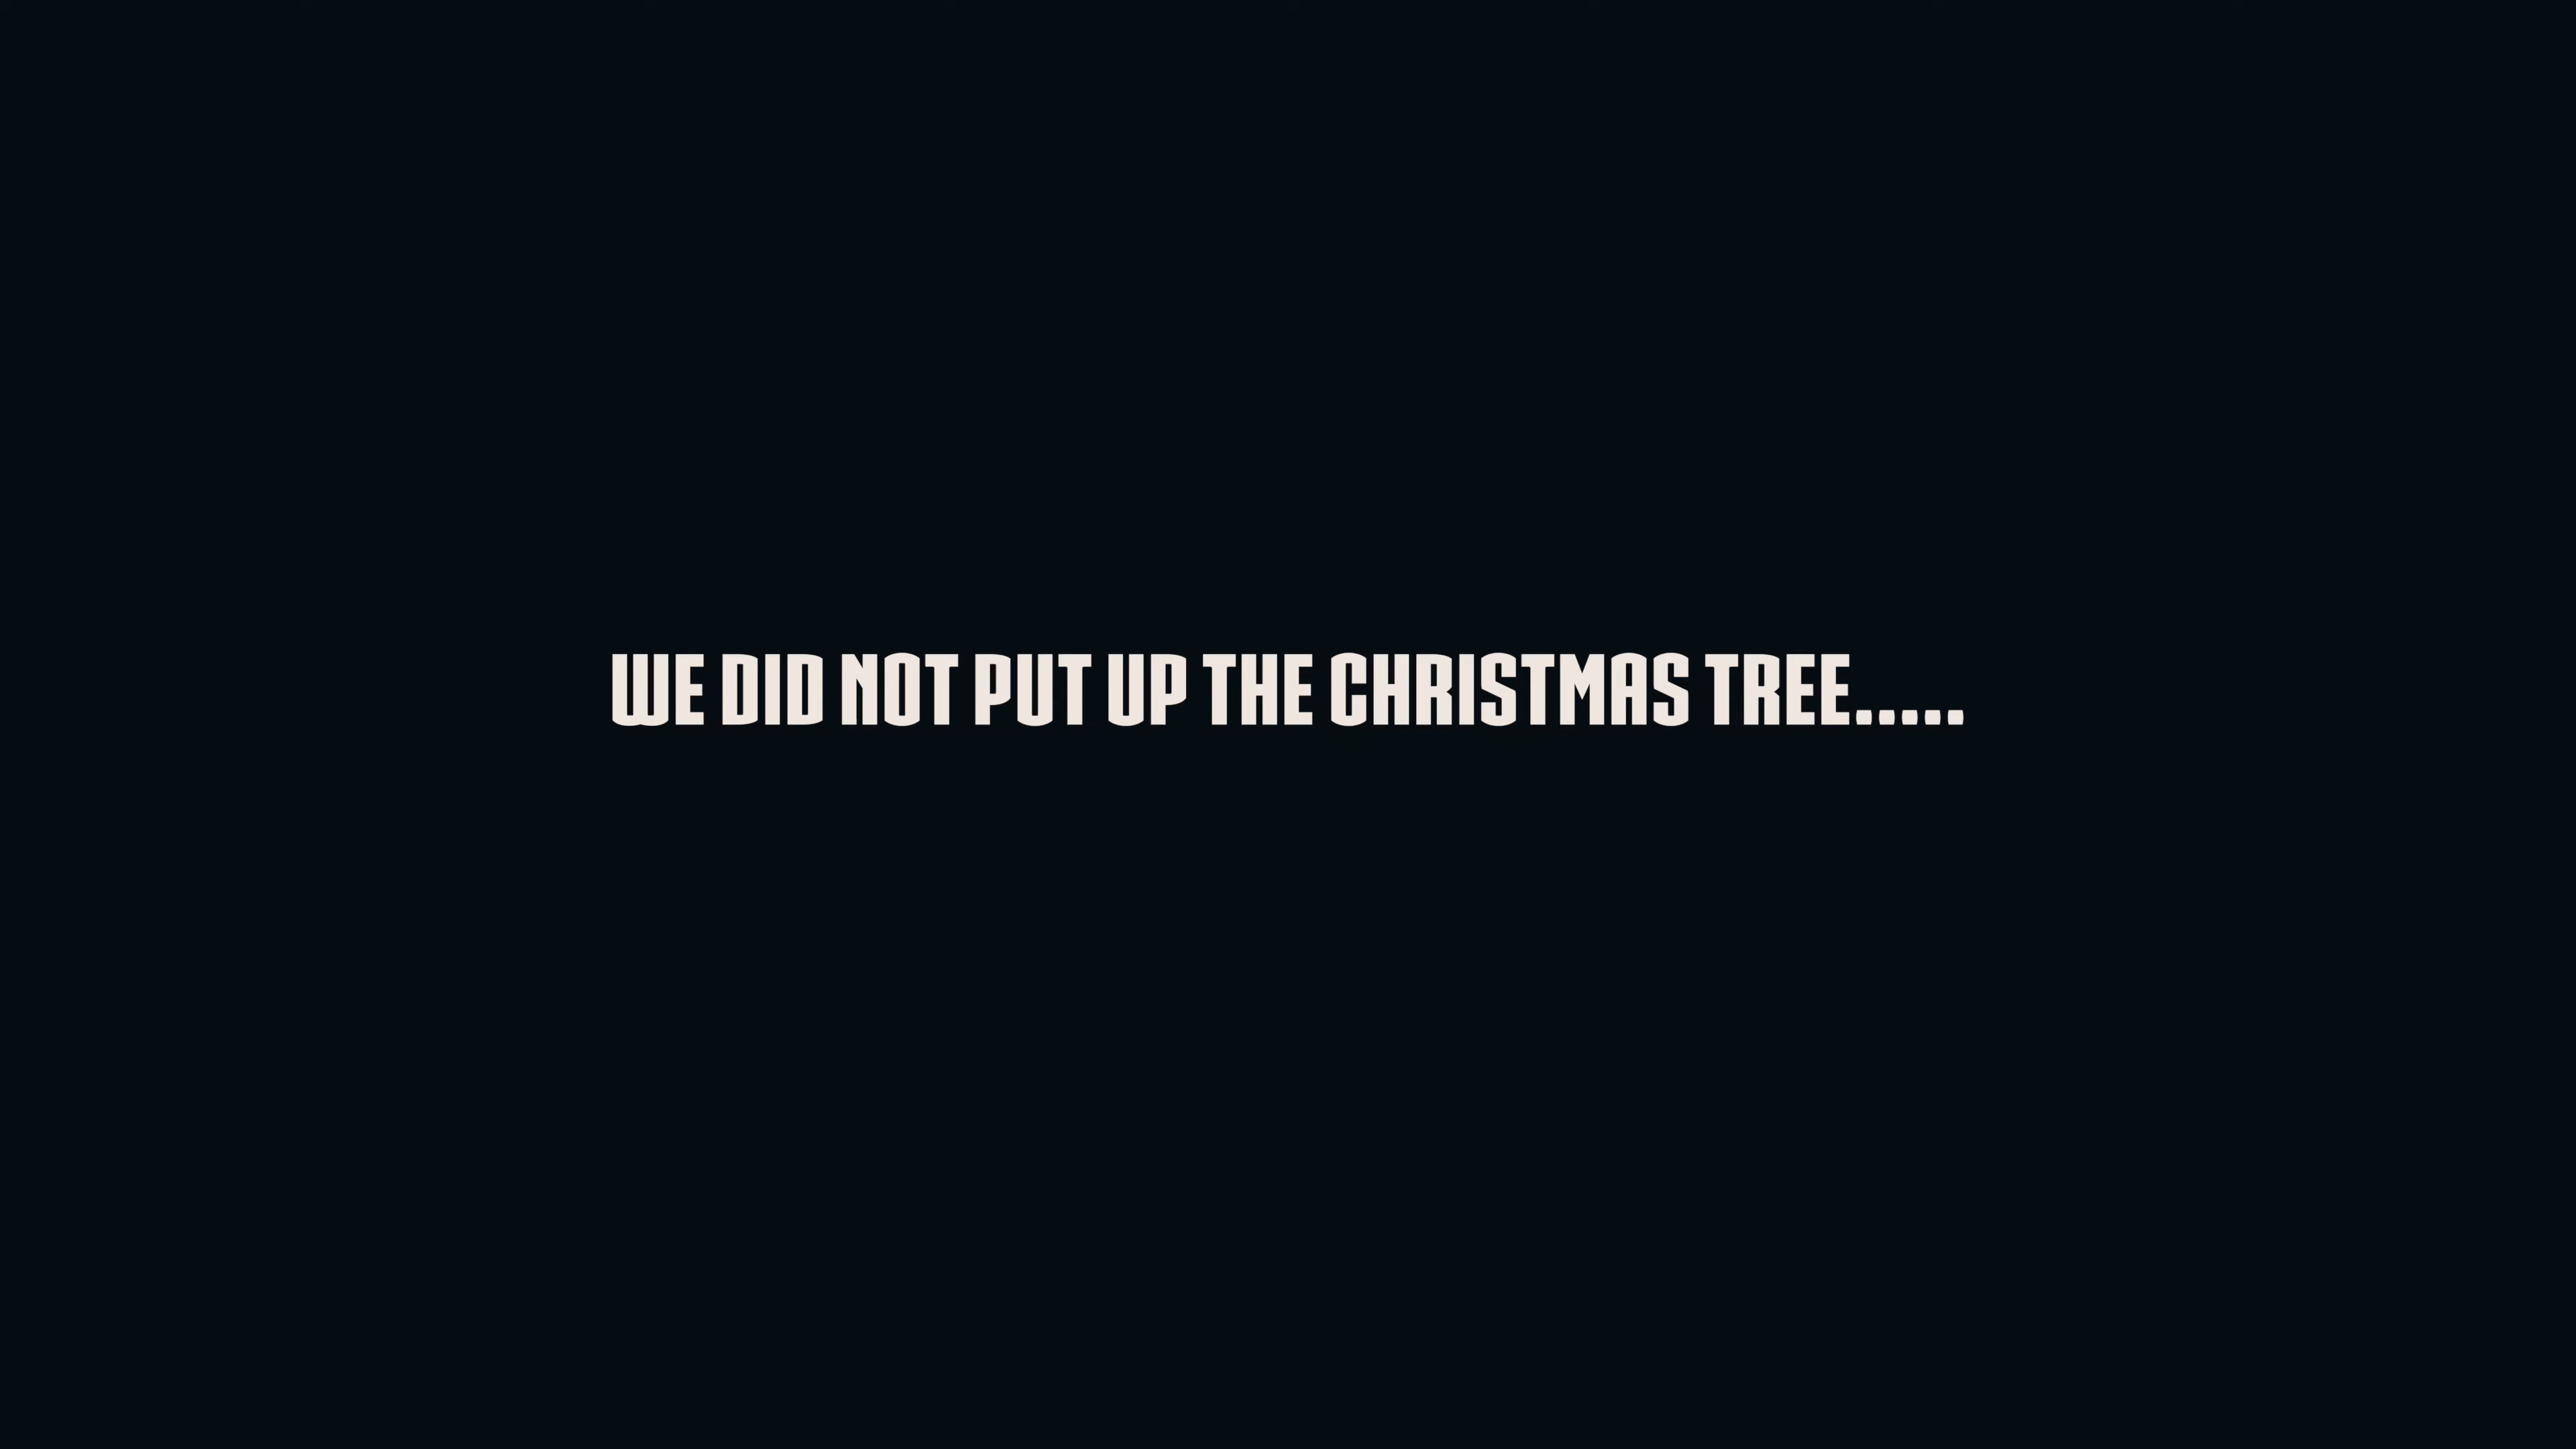 WE DID NOT PUT UP THE CHRISTMAS TREE.....